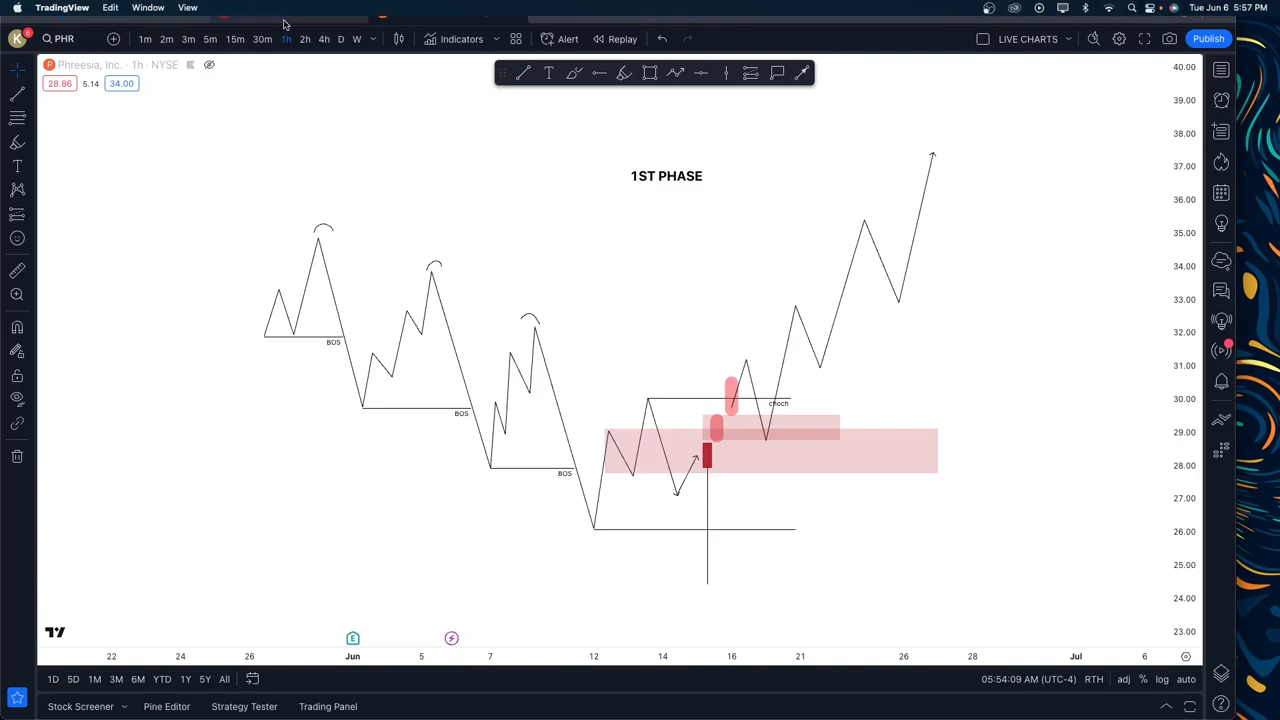 TradingView Edit Window View
Tue Jun 6 5:57 PM
K 6 PHR 1m 2m 3m 5m 15m 30m 1h 2h 4h D W Indicators Alert Replay LIVE CHARTS Publish
Phreesia, Inc. · 1h · NYSE
28.86 5.14 34.00
1ST PHASE
BOS
BOS
BOS
choch
40.00
39.00
38.00
37.00
36.00
35.00
34.00
33.00
32.00
31.00
30.00
29.00
28.00
27.00
26.00
25.00
24.00
23.00
E
22 24 26 Jun 5 7 12 14 16 21 26 28 Jul 6
1D 5D 1M 3M 6M YTD 1Y 5Y All 05:54:09 AM (UTC-4) RTH adj % log auto
Stock Screener Pine Editor Strategy Tester Trading Panel